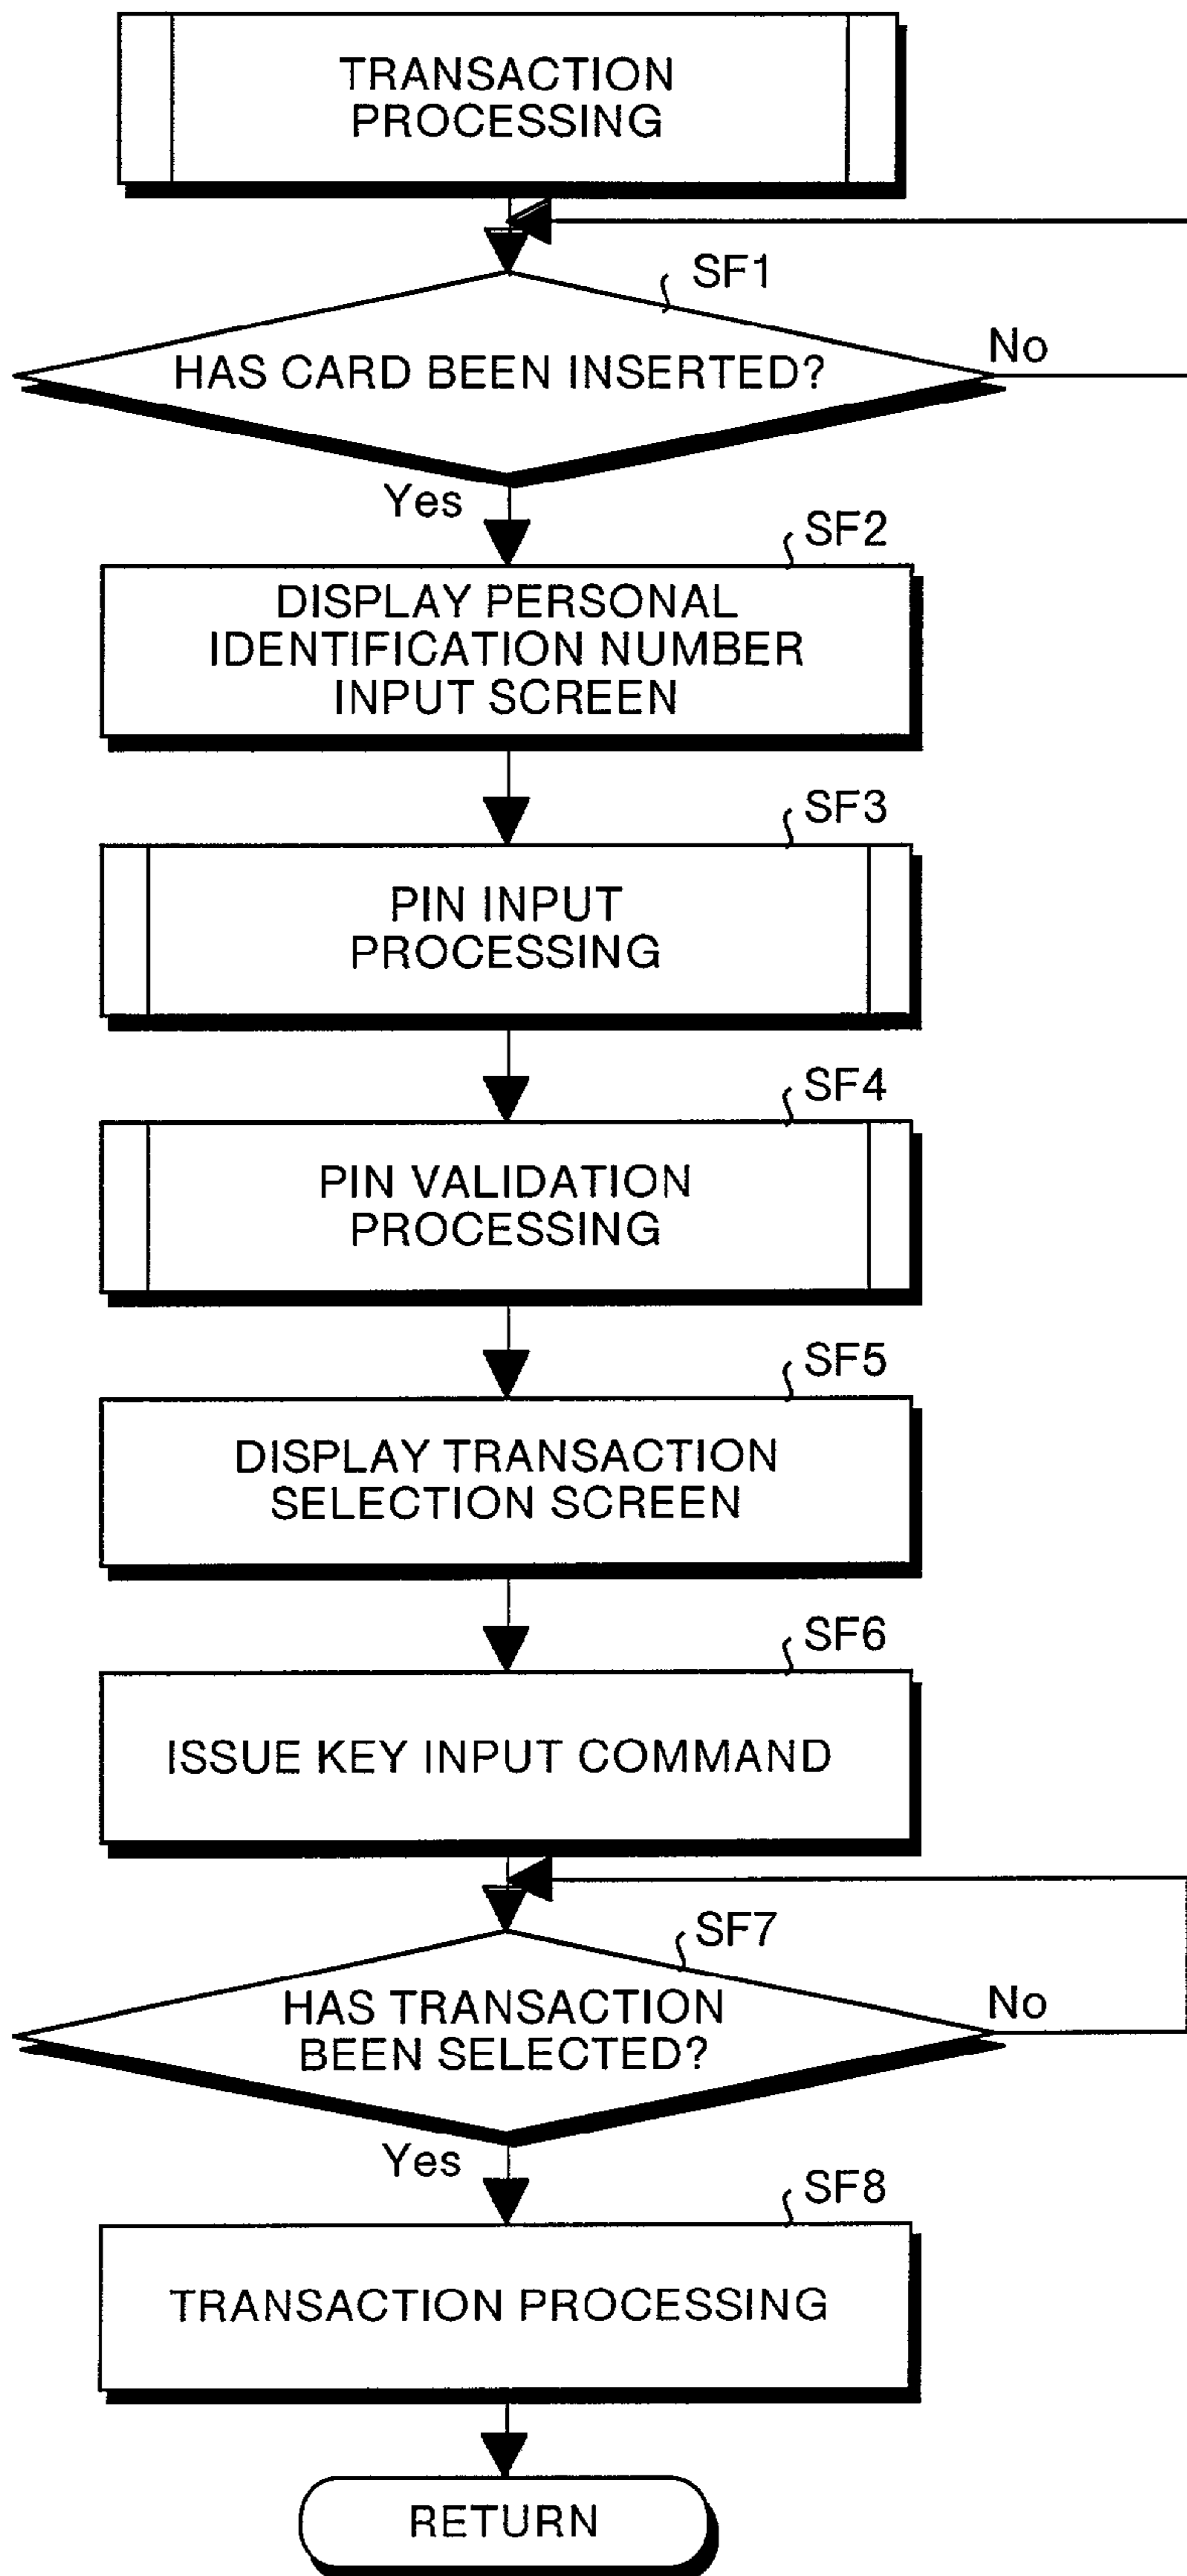 TRANSACTION
PROCESSING
SF1
HAS CARD BEEN INSERTED?
No
Yes
SF2
DISPLAY PERSONAL
IDENTIFICATION NUMBER
INPUT SCREEN
SF3
PIN INPUT
PROCESSING
SF4
PIN VALIDATION
PROCESSING
SF5
DISPLAY TRANSACTION
SELECTION SCREEN
SF6
ISSUE KEY INPUT COMMAND
SF7
HAS TRANSACTION
BEEN SELECTED?
No
Yes
SF8
TRANSACTION PROCESSING
RETURN